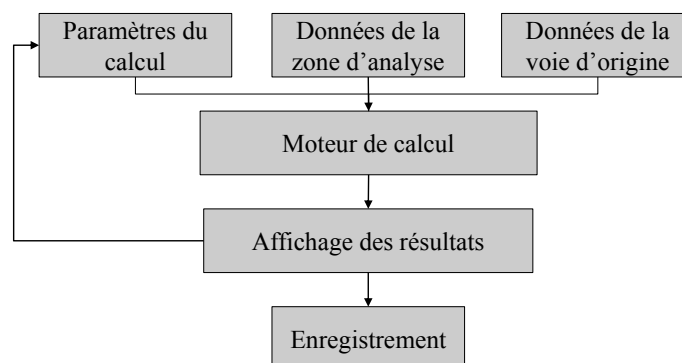 Paramètres du
calcul
Données de la
zone d’analyse
Données de la
voie d’origine
Moteur de calcul
Affichage des résultats
Enregistrement